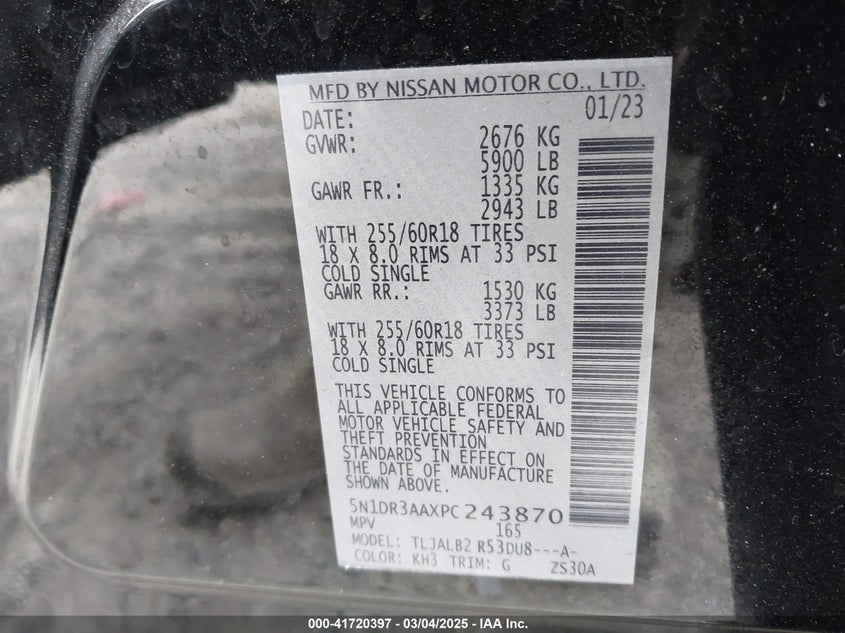 MFD BY NISSAN MOTOR CO., LTD.
DATE: 01/23
GVWR: 2676 KG
5900 LB
GAWR FR.: 1335 KG
2943 LB
WITH 255/60R18 TIRES
18 X 8.0 RIMS AT 33 PSI
COLD SINGLE
GAWR RR.: 1530 KG
3373 LB
WITH 255/60R18 TIRES
18 X 8.0 RIMS AT 33 PSI
COLD SINGLE
THIS VEHICLE CONFORMS TO
ALL APPLICABLE FEDERAL
MOTOR VEHICLE SAFETY AND
THEFT PREVENTION
STANDARDS IN EFFECT ON
THE DATE OF MANUFACTURE
SHOWN ABOVE.
5N1DR3AAXPC243870
MPV 165
MODEL: TLJALB2 R53DU8---A-
COLOR: KH3 TRIM: G ZS30A
000-41720397 - 03/04/2025 - IAA Inc.